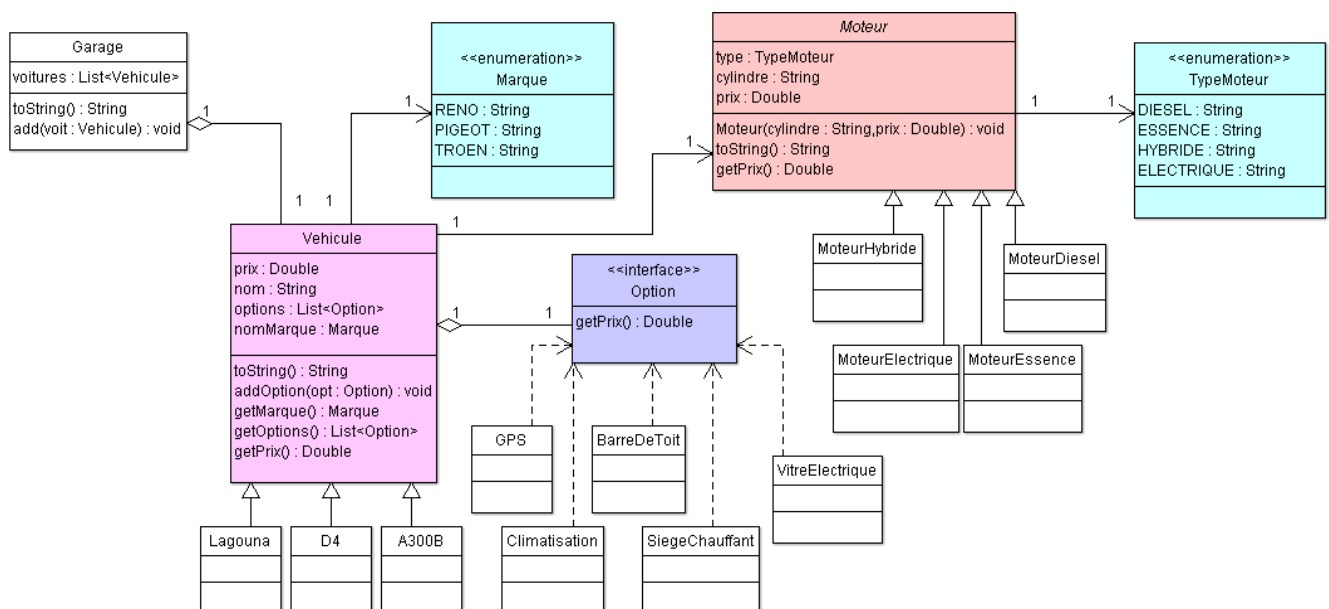 Garage
voitures : List<Vehicule>
toString() : String
add(voit : Vehicule) : void
1
1
<<enumeration>>
Marque
RENO : String
PIGEOT : String
TROEN : String
1
1
Moteur
type : TypeMoteur
cylindre : String
prix : Double
Moteur(cylindre : String,prix : Double) : void
toString() : String
getPrix() : Double
1
1
<<enumeration>>
TypeMoteur
DIESEL : String
ESSENCE : String
HYBRIDE : String
ELECTRIQUE : String
1
1
Vehicule
prix : Double
nom : String
options : List<Option>
nomMarque : Marque
toString() : String
addOption(opt : Option) : void
getMarque() : Marque
getOptions() : List<Option>
getPrix() : Double
1
1
<<interface>>
Option
getPrix() : Double
MoteurHybride
MoteurDiesel
MoteurElectrique
MoteurEssence
GPS
BarreDeToit
VitreElectrique
Lagouna
D4
A300B
Climatisation
SiegeChauffant